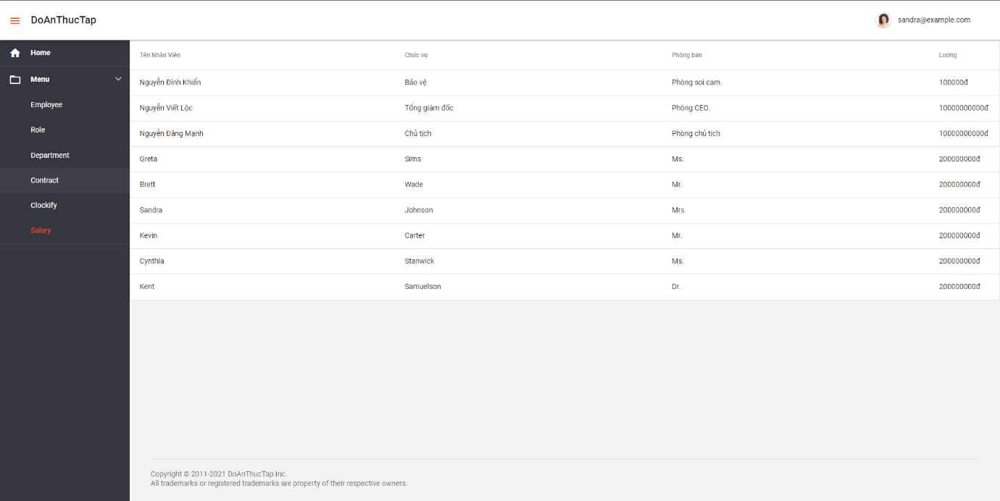 DoAnThucTap
sandra@example.com
Home
Menu
Employee
Role
Department
Contract
Clockify
Salary
Tên Nhân Viên Chức vụ Phòng ban Lương
Nguyễn Đình Khiển Bảo vệ Phòng soi cam. 100000đ
Nguyễn Viết Lộc Tổng giám đốc Phòng CEO. 10000000000đ
Nguyễn Đăng Mạnh Chủ tịch Phòng chủ tịch 10000000000đ
Greta Sims Ms. 200000000đ
Brett Wade Mr. 200000000đ
Sandra Johnson Mrs. 200000000đ
Kevin Carter Mr. 200000000đ
Cynthia Stanwick Ms. 200000000đ
Kent Samuelson Dr. 200000000đ
Copyright © 2011-2021 DoAnThucTap Inc.
All trademarks or registered trademarks are property of their respective owners.